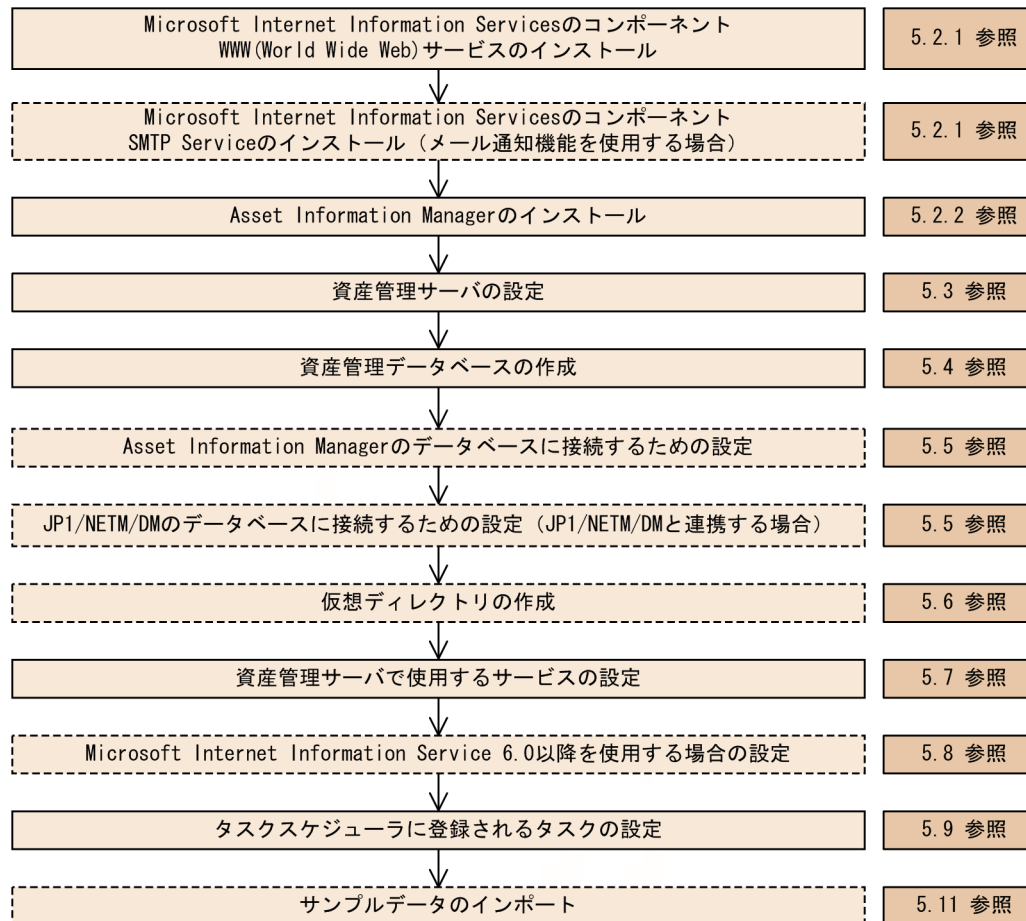 Microsoft Internet Information Servicesのコンポーネント
WWW(World Wide Web)サービスのインストール
5.2.1 参照
Microsoft Internet Information Servicesのコンポーネント
SMTP Serviceのインストール（メール通知機能を使用する場合）
5.2.1 参照
Asset Information Managerのインストール
5.2.2 参照
資産管理サーバの設定
5.3 参照
資産管理データベースの作成
5.4 参照
Asset Information Managerのデータベースに接続するための設定
5.5 参照
JP1/NETM/DMのデータベースに接続するための設定（JP1/NETM/DMと連携する場合）
5.5 参照
仮想ディレクトリの作成
5.6 参照
資産管理サーバで使用するサービスの設定
5.7 参照
Microsoft Internet Information Service 6.0以降を使用する場合の設定
5.8 参照
タスクスケジューラに登録されるタスクの設定
5.9 参照
サンプルデータのインポート
5.11 参照